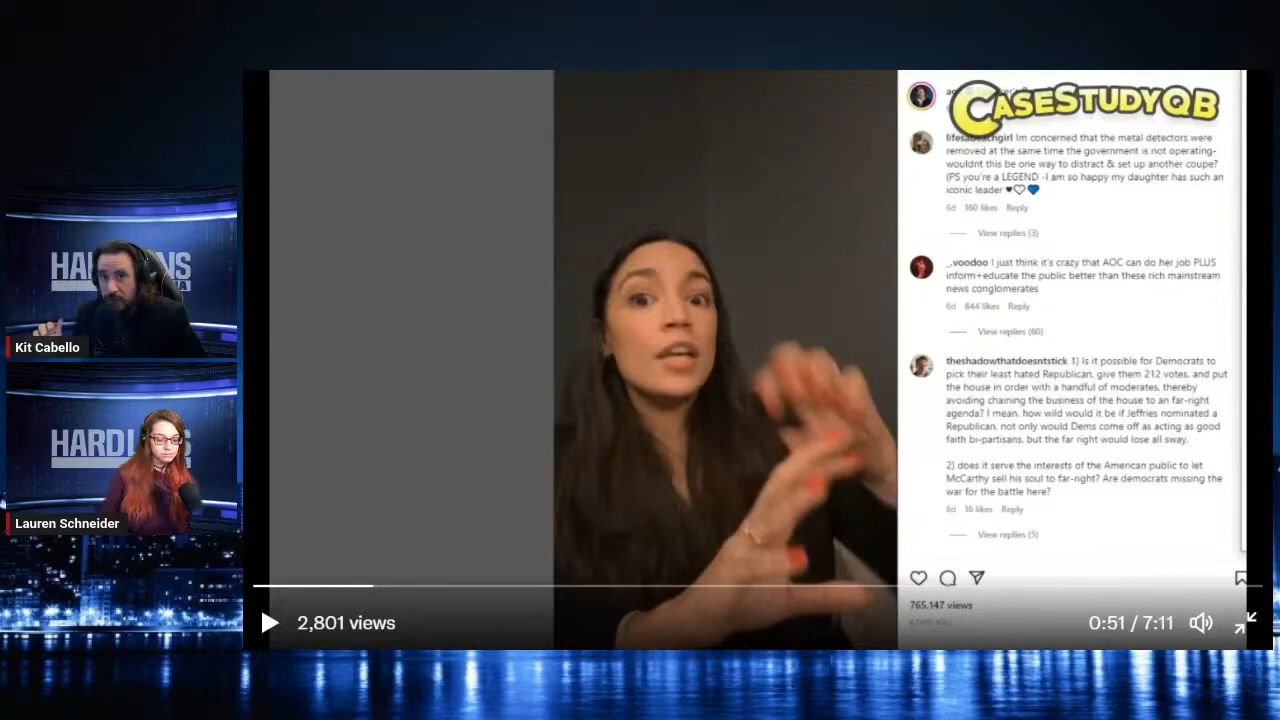 HARD NS
Kit Cabello
HARDL S
Lauren Schneider
CASESTUDYQB
lifesabeachgirl Im concerned that the metal detectors were
removed at the same time the government is not operating-
wouldnt this be one way to distract & set up another coupe?
(PS you're a LEGEND -I am so happy my daughter has such an
iconic leader ♥🤍💙
6d 160 likes Reply
View replies (3)
_.voodoo I just think it's crazy that AOC can do her job PLUS
inform+educate the public better than these rich mainstream
news conglomerates
6d 844 likes Reply
View replies (60)
theshadowthatdoesntstick 1) Is it possible for Democrats to
pick their least hated Republican, give them 212 votes, and put
the house in order with a handful of moderates, thereby
avoiding chaining the business of the house to an far-right
agenda? I mean, how wild would it be if Jeffries nominated a
Republican, not only would Dems come off as acting as good
faith bi-partisans, but the far right would lose all sway.
2) does it serve the interests of the American public to let
McCarthy sell his soul to far-right? Are democrats missing the
war for the battle here?
6d 16 likes Reply
View replies (5)
765,147 views
2,801 views
0:51 / 7:11